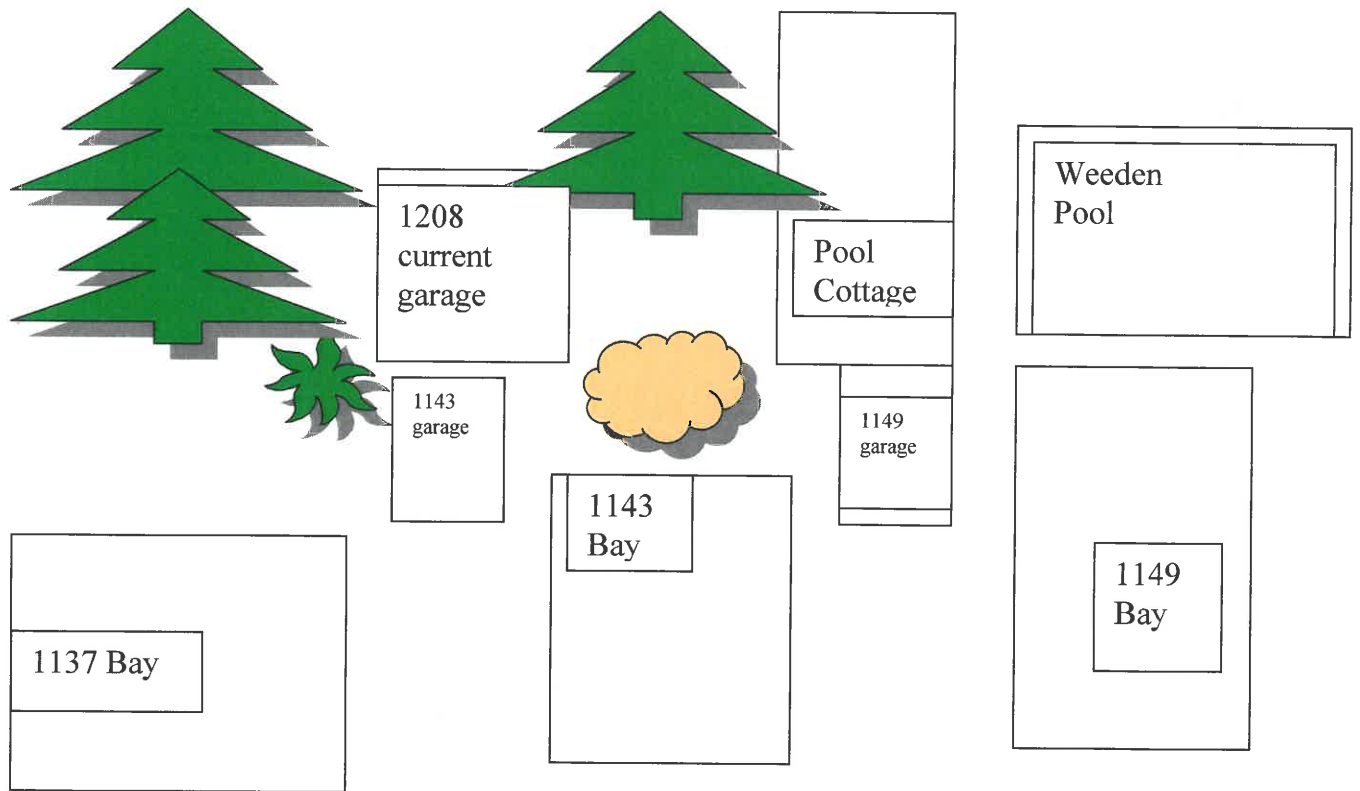 Weeden
Pool
1208
current
garage
Pool
Cottage
1143
garage
1149
garage
1143
Bay
1149
Bay
1137 Bay